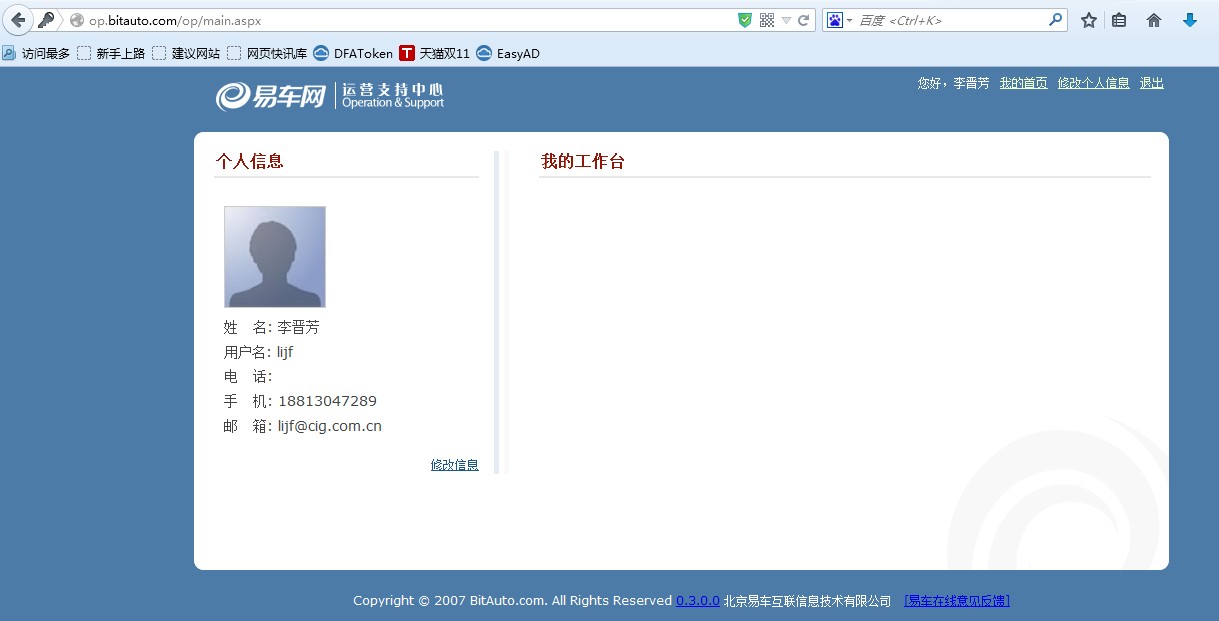 op.bitauto.com/op/main.aspx
百度 <Ctrl+K>
访问最多 新手上路 建议网站 网页快讯库 DFAToken T 天猫双11 EasyAD
易车网 运营支持中心
Operation & Support
您好，李晋芳 我的首页 修改个人信息 退出
个人信息
我的工作台
姓 名: 李晋芳
用户名: lijf
电 话:
手 机: 18813047289
邮 箱: lijf@cig.com.cn
修改信息
Copyright © 2007 BitAuto.com. All Rights Reserved 0.3.0.0 北京易车互联信息技术有限公司 [易车在线意见反馈]